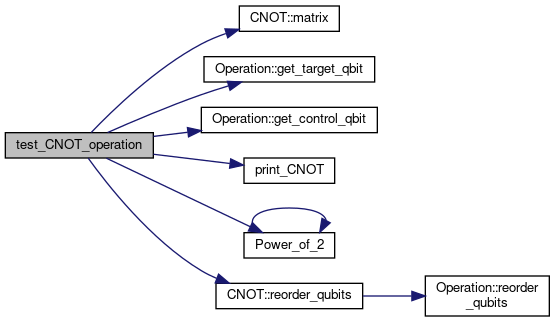 CNOT::matrix
Operation::get_target_qbit
Operation::get_control_qbit
test_CNOT_operation
print_CNOT
Power_of_2
CNOT::reorder_qubits
Operation::reorder
_qubits